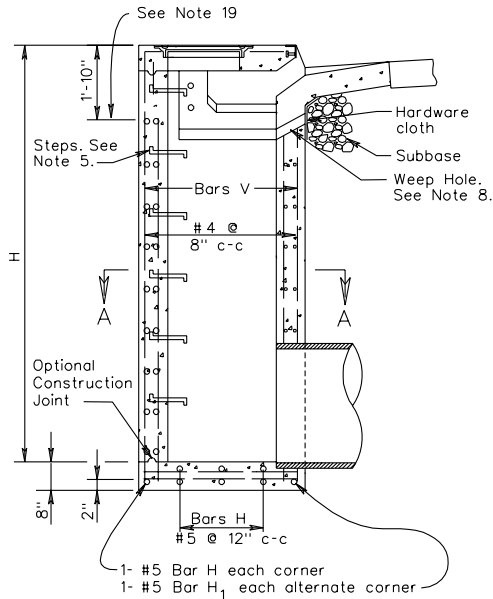 See Note 19
1'-10"
Hardware
cloth
Steps. See
Note 5.
Subbase
Weep Hole.
See Note 8.
Bars V
#4 @
8" c-c
H
A
A
Optional
Construction
Joint
8"
2"
Bars H
#5 @ 12" c-c
1- #5 Bar H each corner
1- #5 Bar H₁ each alternate corner